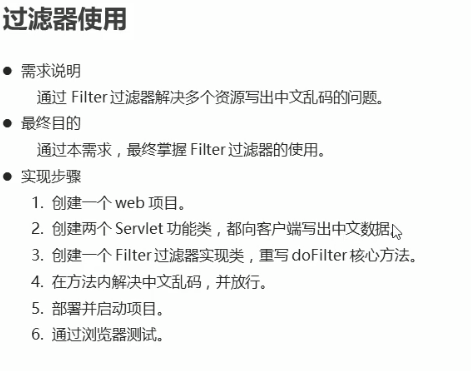 过滤器使用
● 需求说明
通过 Filter 过滤器解决多个资源写出中文乱码的问题。
● 最终目的
通过本需求，最终掌握 Filter 过滤器的使用。
● 实现步骤
1. 创建一个 web 项目。
2. 创建两个 Servlet 功能类，都向客户端写出中文数据。
3. 创建一个 Filter 过滤器实现类，重写 doFilter 核心方法。
4. 在方法内解决中文乱码，并放行。
5. 部署并启动项目。
6. 通过浏览器测试。